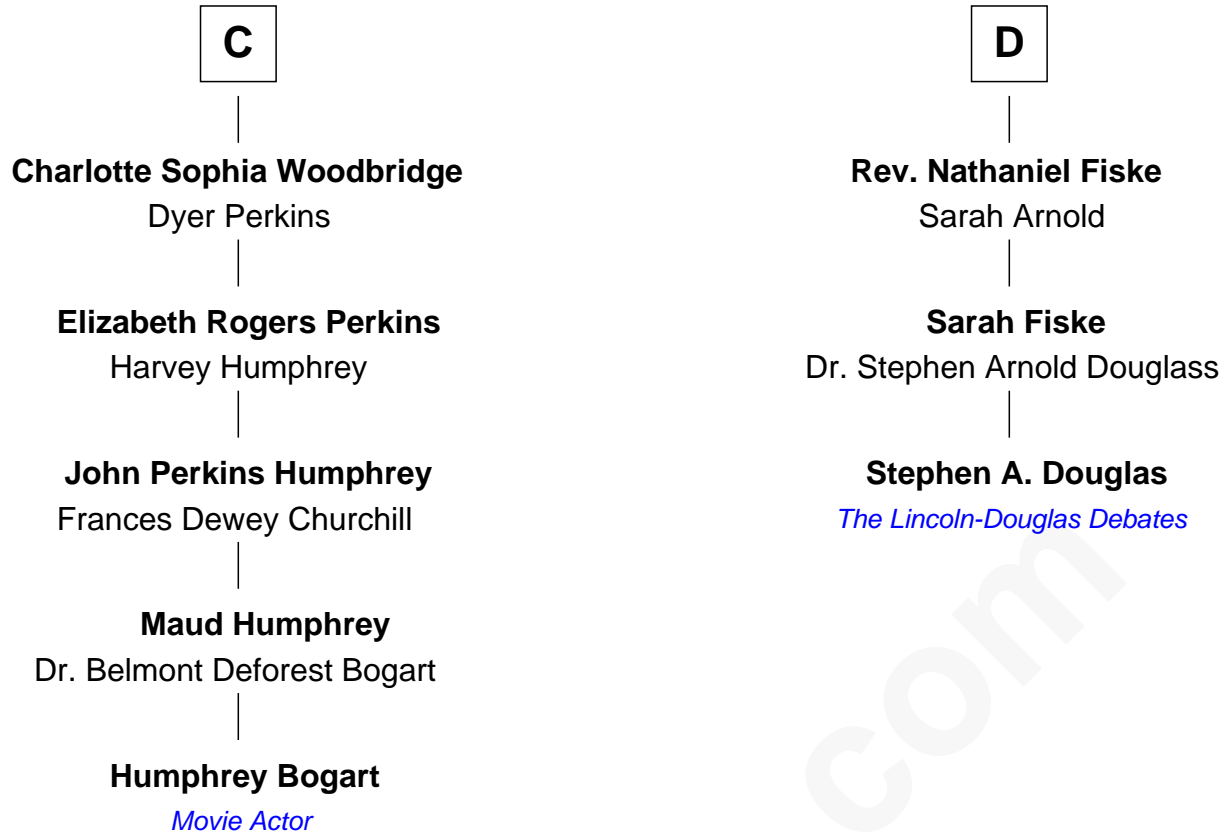 C
Charlotte Sophia Woodbridge
Dyer Perkins
Elizabeth Rogers Perkins
Harvey Humphrey
John Perkins Humphrey
Frances Dewey Churchill
Maud Humphrey
Dr. Belmont Deforest Bogart
Humphrey Bogart
Movie Actor
D
Rev. Nathaniel Fiske
Sarah Arnold
Sarah Fiske
Dr. Stephen Arnold Douglass
Stephen A. Douglas
The Lincoln-Douglas Debates
com